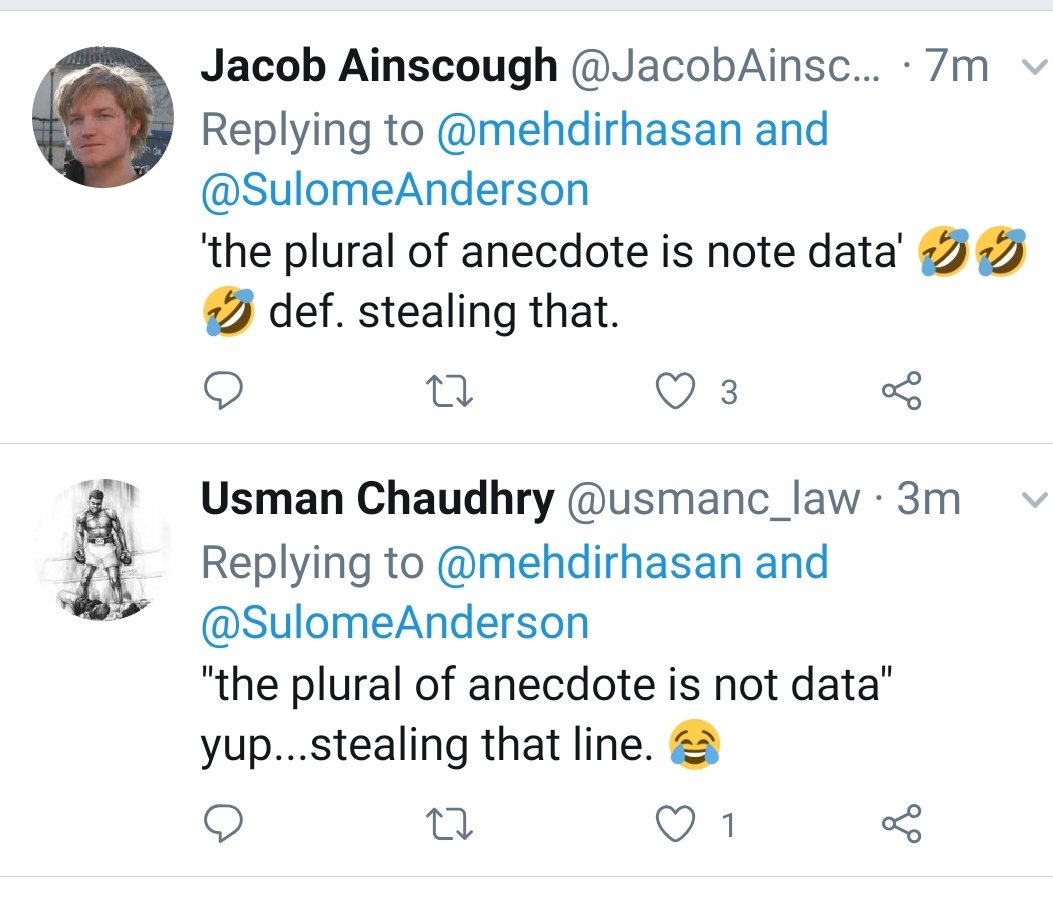 Jacob Ainscough @JacobAinsc... · 7m
Replying to @mehdirhasan and
@SulomeAnderson
'the plural of anecdote is note data' 🤣🤣
🤣 def. stealing that.
3
Usman Chaudhry @usmanc_law · 3m
Replying to @mehdirhasan and
@SulomeAnderson
"the plural of anecdote is not data"
yup...stealing that line. 😂
1